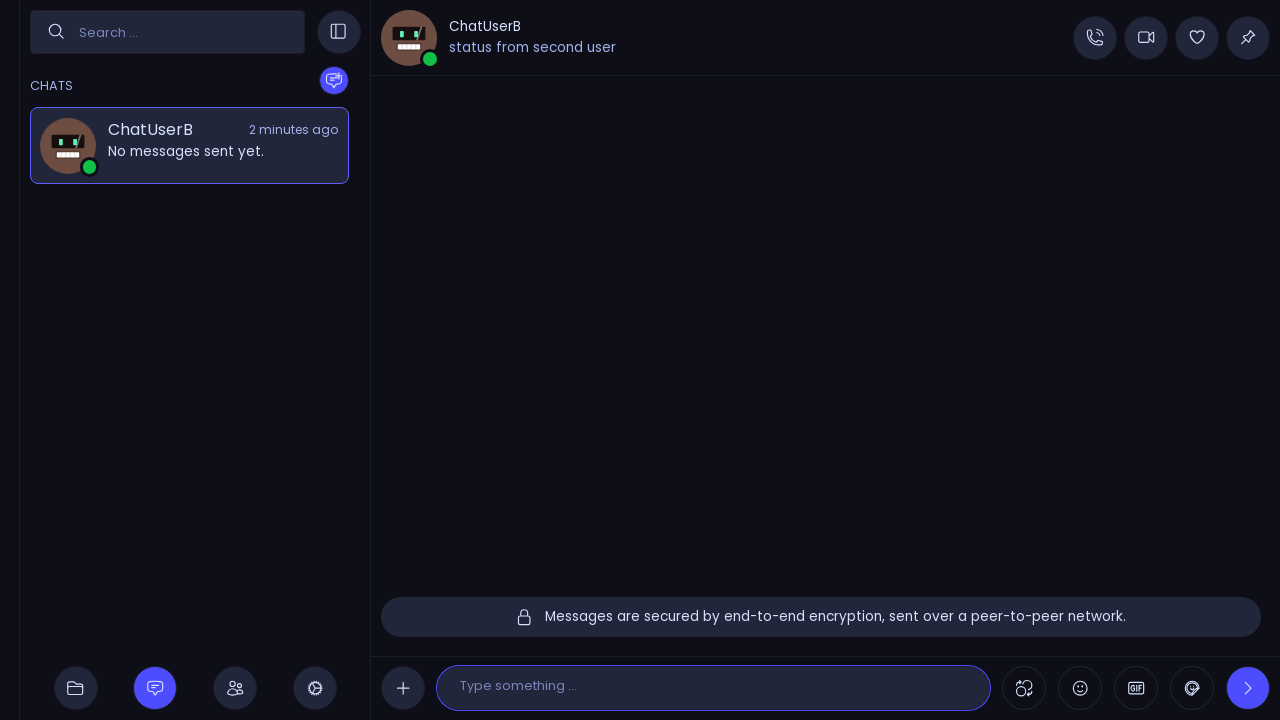 Search ...
CHATS
ChatUserB
2 minutes ago
No messages sent yet.
ChatUserB
status from second user
Messages are secured by end-to-end encryption, sent over a peer-to-peer network.
Type something ...
GIF